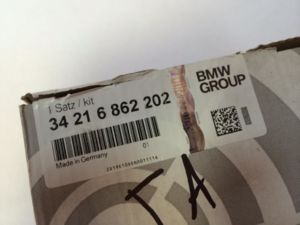 1 Satz / kit
34 21 6 862 202
01
Made in Germany
BMW
GROUP